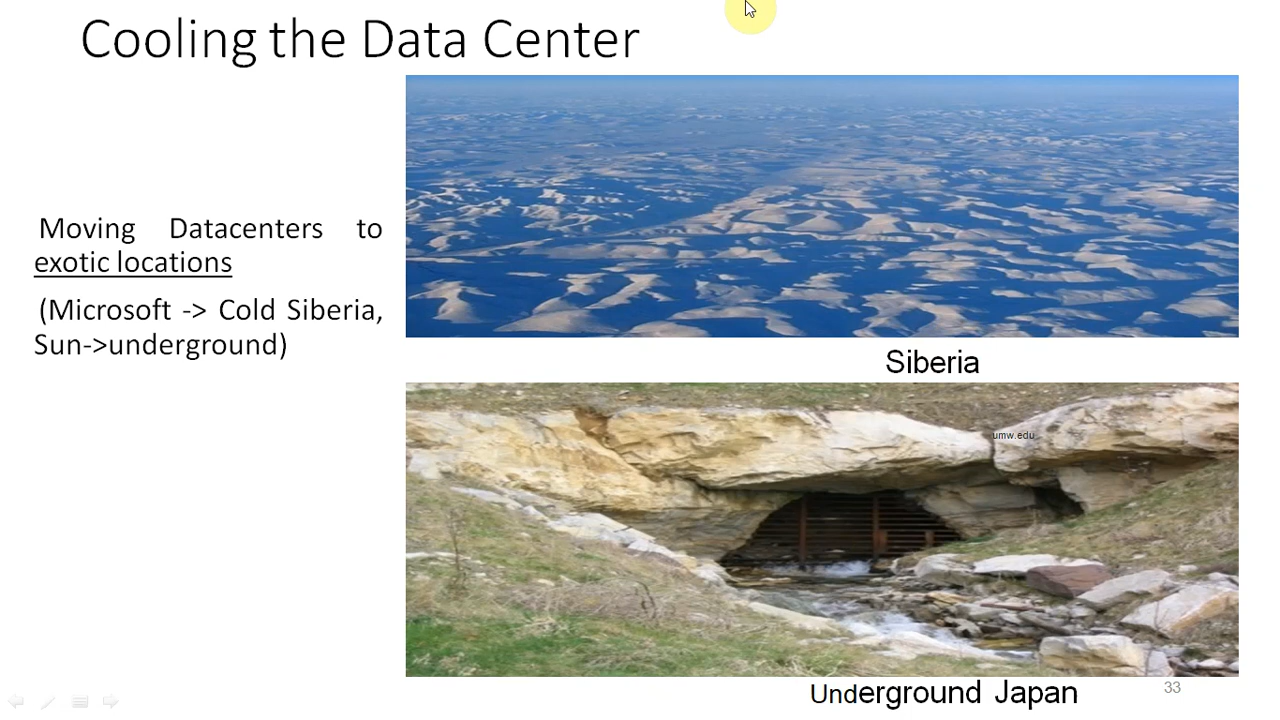 Cooling the Data Center
Moving Datacenters to
exotic locations
(Microsoft -> Cold Siberia,
Sun->underground)
Siberia
umw.edu
Underground Japan
33